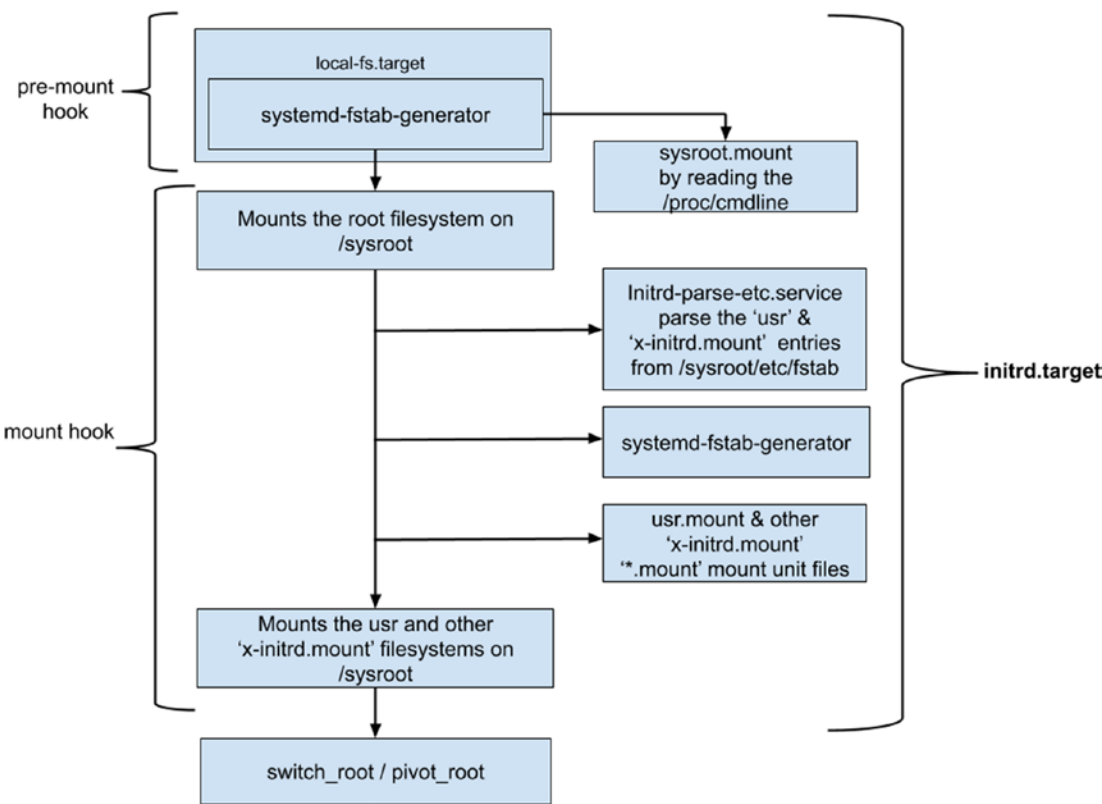 pre-mount
hook
local-fs.target
systemd-fstab-generator
sysroot.mount
by reading the
/proc/cmdline
Mounts the root filesystem on
/sysroot
Initrd-parse-etc.service
parse the ‘usr’ &
‘x-initrd.mount’ entries
from /sysroot/etc/fstab
initrd.target
mount hook
systemd-fstab-generator
usr.mount & other
‘x-initrd.mount’
‘*.mount’ mount unit files
Mounts the usr and other
‘x-initrd.mount’ filesystems on
/sysroot
switch_root / pivot_root